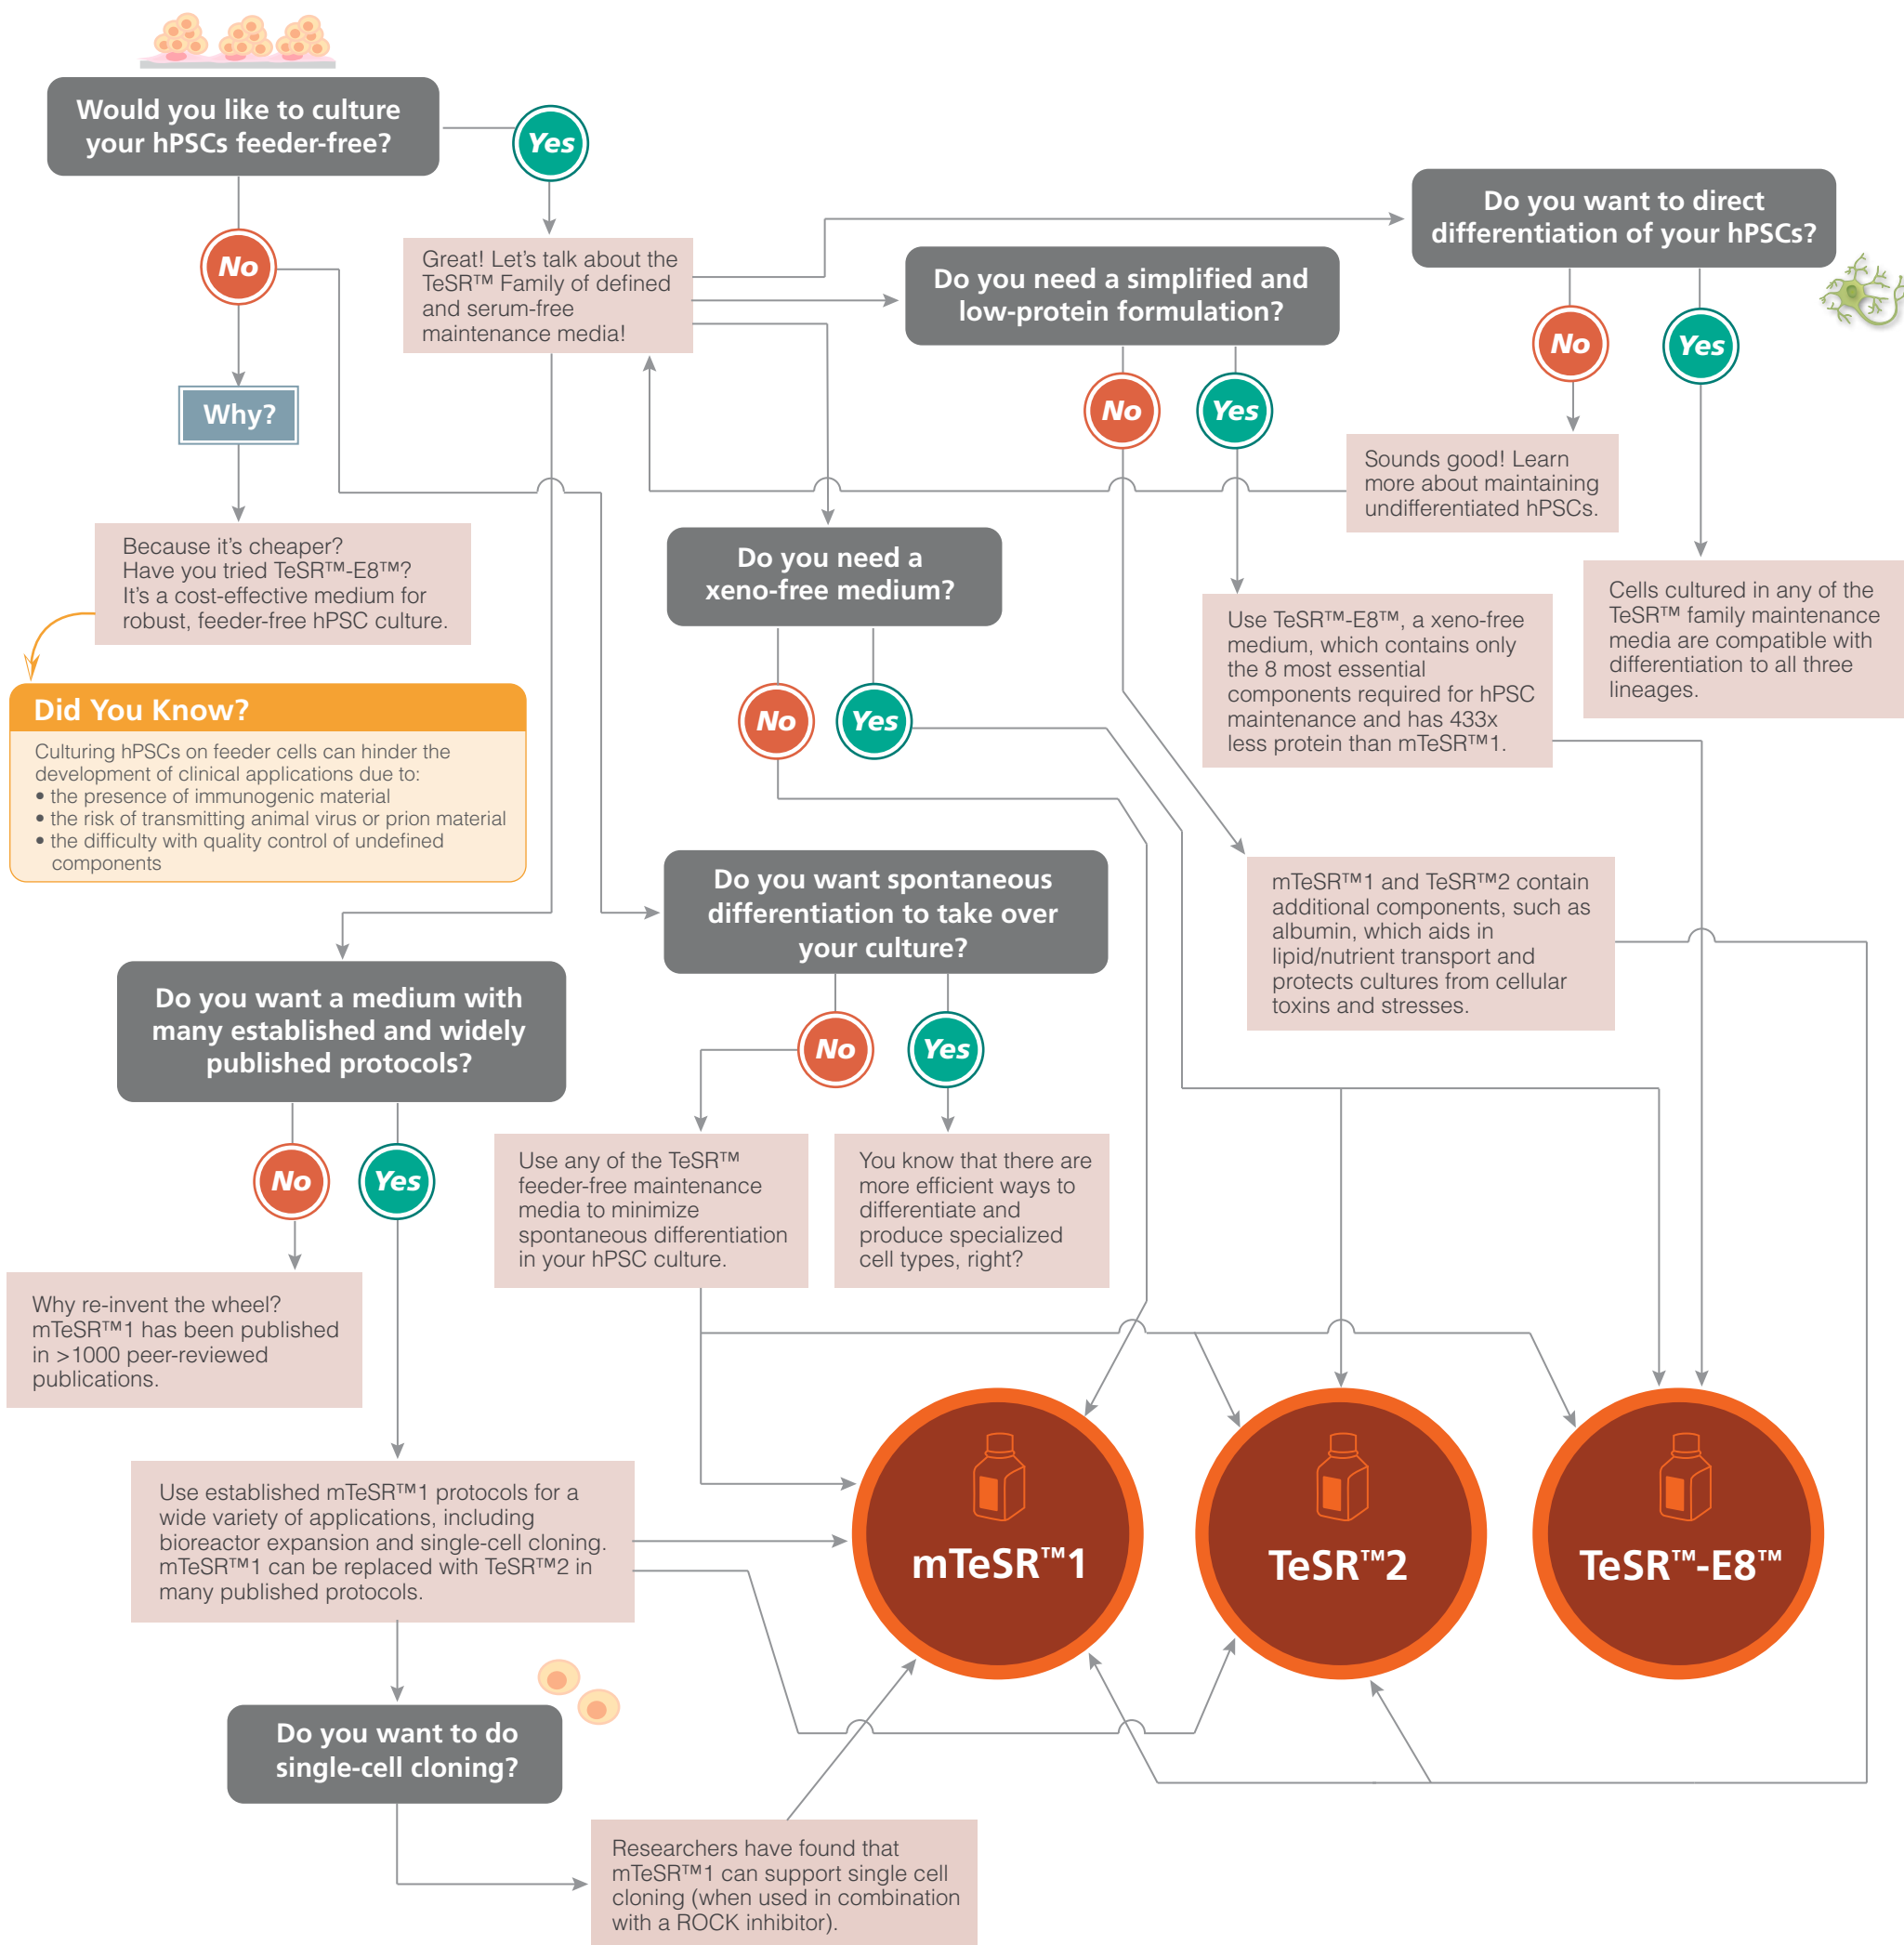 Would you like to culture
your hPSCs feeder-free?
Yes
No
Great! Let's talk about the
TeSR™ Family of defined
and serum-free
maintenance media!
Do you want to direct
differentiation of your hPSCs?
No
Yes
Do you need a simplified and
low-protein formulation?
No
Yes
Why?
Sounds good! Learn
more about maintaining
undifferentiated hPSCs.
Because it's cheaper?
Have you tried TeSR™-E8™?
It's a cost-effective medium for
robust, feeder-free hPSC culture.
Do you need a
xeno-free medium?
No
Yes
Use TeSR™-E8™, a xeno-free
medium, which contains only
the 8 most essential
components required for hPSC
maintenance and has 433x
less protein than mTeSR™1.
Cells cultured in any of the
TeSR™ family maintenance
media are compatible with
differentiation to all three
lineages.
Did You Know?
Culturing hPSCs on feeder cells can hinder the
development of clinical applications due to:
• the presence of immunogenic material
• the risk of transmitting animal virus or prion material
• the difficulty with quality control of undefined
components
Do you want spontaneous
differentiation to take over
your culture?
No
Yes
mTeSR™1 and TeSR™2 contain
additional components, such as
albumin, which aids in
lipid/nutrient transport and
protects cultures from cellular
toxins and stresses.
Do you want a medium with
many established and widely
published protocols?
No
Yes
Use any of the TeSR™
feeder-free maintenance
media to minimize
spontaneous differentiation
in your hPSC culture.
You know that there are
more efficient ways to
differentiate and
produce specialized
cell types, right?
Why re-invent the wheel?
mTeSR™1 has been published
in >1000 peer-reviewed
publications.
Use established mTeSR™1 protocols for a
wide variety of applications, including
bioreactor expansion and single-cell cloning.
mTeSR™1 can be replaced with TeSR™2 in
many published protocols.
mTeSR™1
TeSR™2
TeSR™-E8™
Do you want to do
single-cell cloning?
Researchers have found that
mTeSR™1 can support single cell
cloning (when used in combination
with a ROCK inhibitor).